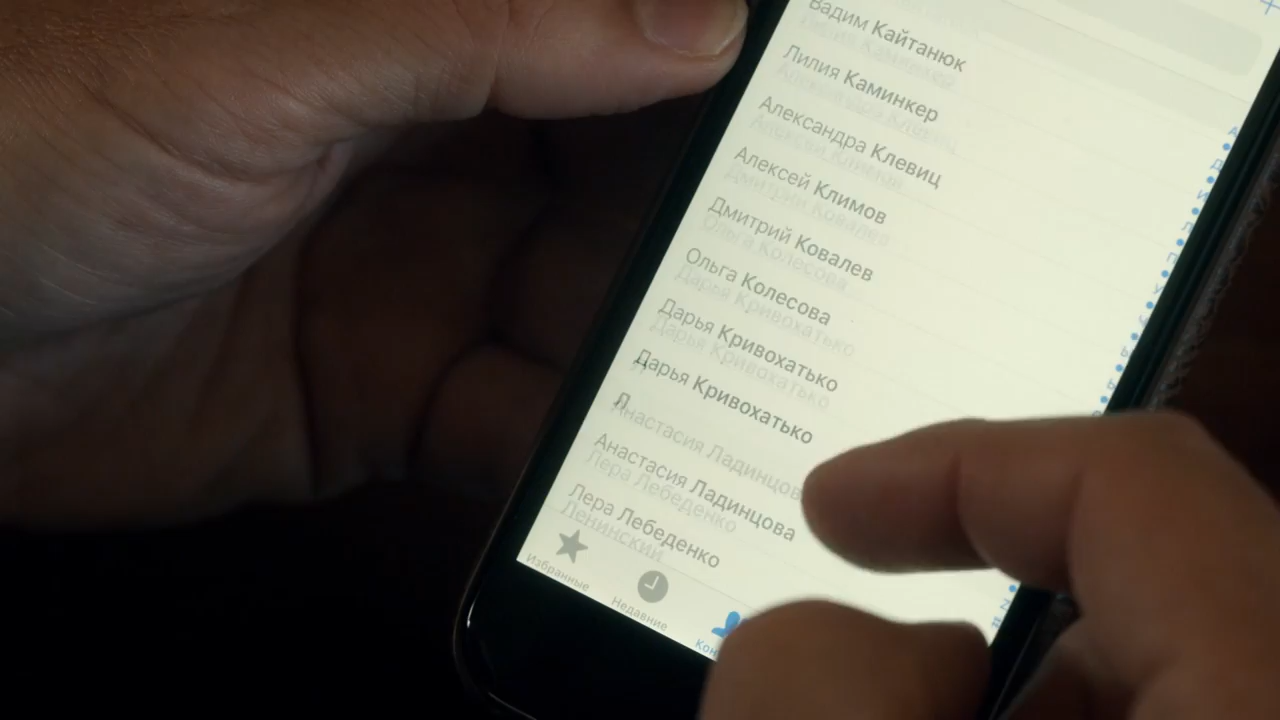 Вадим Кайтанюк
Лилия Каминкер
Александра Клевиц
Алексей Климов
Дмитрий Ковалев
Ольга Колесова
Дарья Кривохатько
Дарья Кривохатько
Л
Анастасия Ладинцова
Лера Лебеденко
Ленинский
Избранные
Недавние